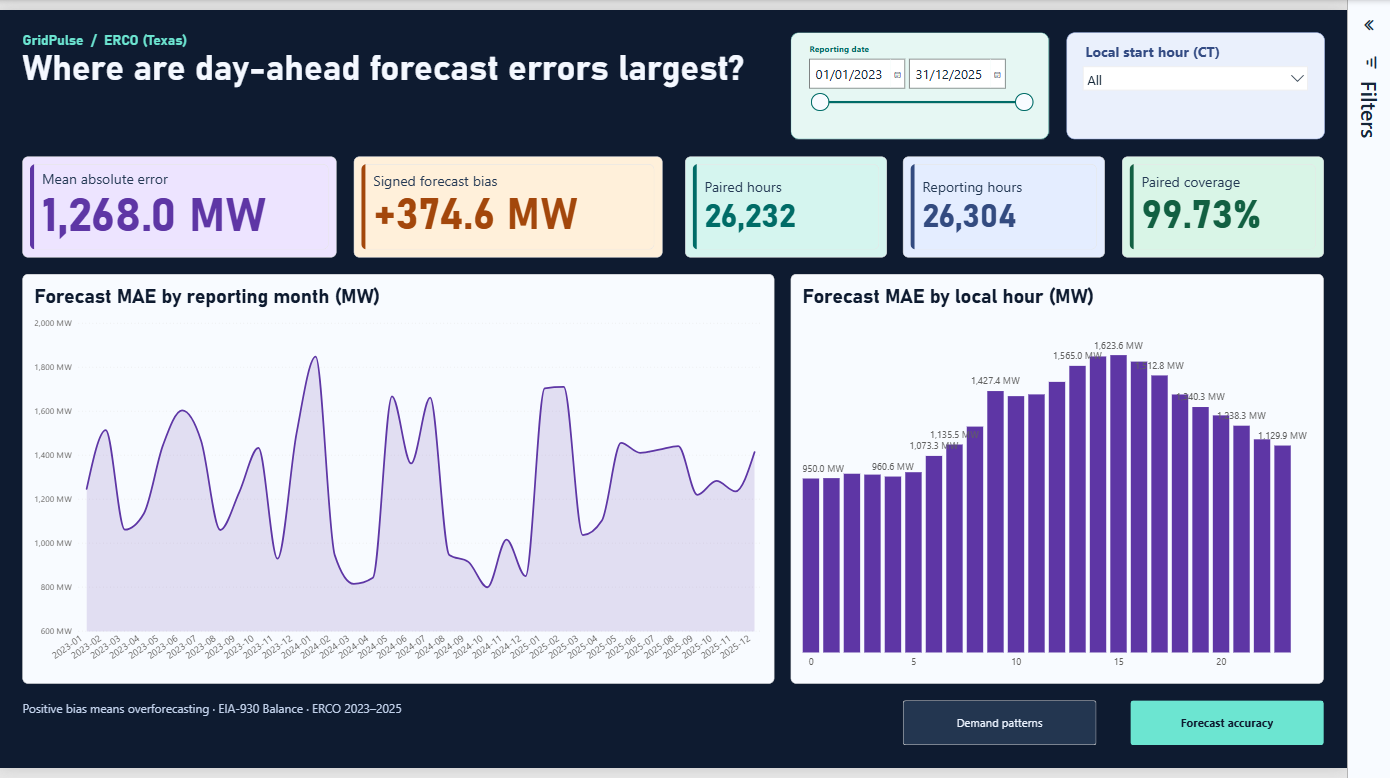 GridPulse / ERCO (Texas)
Where are day-ahead forecast errors largest?
Reporting date
01/01/2023
31/12/2025
Local start hour (CT)
All
Filters
Mean absolute error
1,268.0 MW
Signed forecast bias
+374.6 MW
Paired hours
26,232
Reporting hours
26,304
Paired coverage
99.73%
Forecast MAE by reporting month (MW)
2,000 MW
1,800 MW
1,600 MW
1,400 MW
1,200 MW
1,000 MW
800 MW
600 MW
2023-01
2023-02
2023-03
2023-04
2023-05
2023-06
2023-07
2023-08
2023-09
2023-10
2023-11
2023-12
2024-01
2024-02
2024-03
2024-04
2024-05
2024-06
2024-07
2024-08
2024-09
2024-10
2024-11
2024-12
2025-01
2025-02
2025-03
2025-04
2025-05
2025-06
2025-07
2025-08
2025-09
2025-10
2025-11
2025-12
Forecast MAE by local hour (MW)
950.0 MW
960.6 MW
1,073.3 MW
1,135.5 MW
1,427.4 MW
1,565.0 MW
1,623.6 MW
MW
MW
MW
1,129.9 MW
0
5
10
15
20
Positive bias means overforecasting · EIA-930 Balance · ERCO 2023–2025
Demand patterns
Forecast accuracy